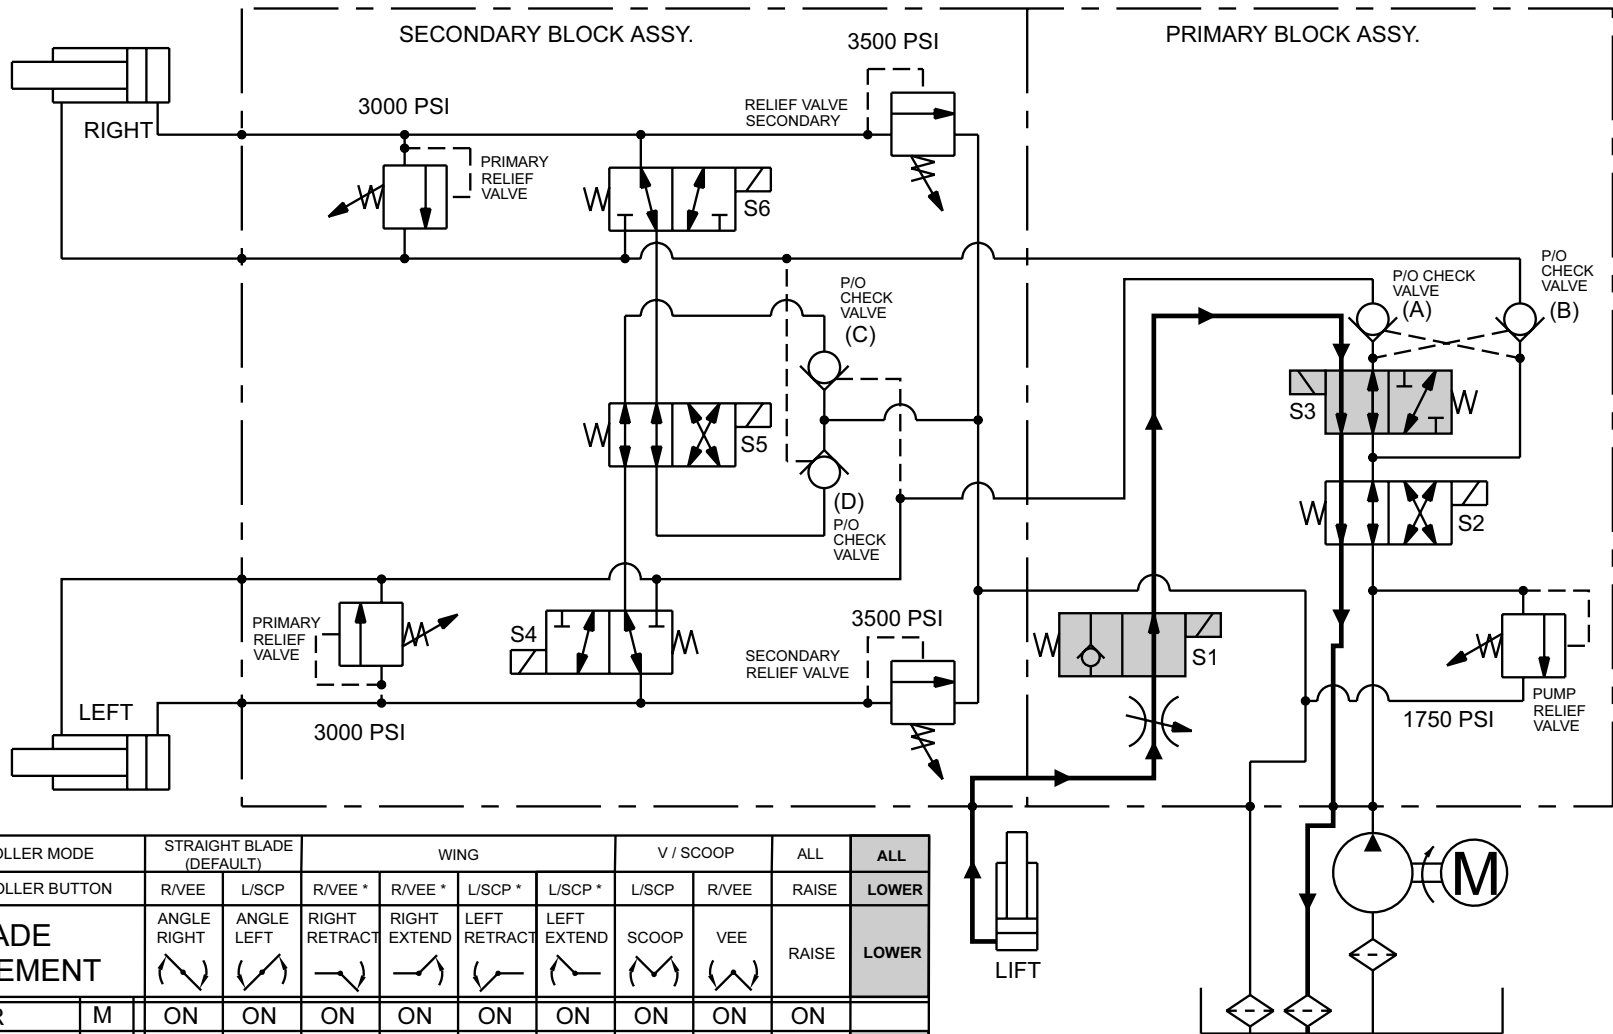 SECONDARY BLOCK ASSY.
3500 PSI
PRIMARY BLOCK ASSY.
RIGHT
3000 PSI
RELIEF VALVE
SECONDARY
PRIMARY
RELIEF
VALVE
S6
P/O
CHECK
VALVE
(C)
P/O CHECK
VALVE
(A)
P/O
CHECK
VALVE
(B)
S3
S5
(D)
P/O
CHECK
VALVE
S2
PRIMARY
RELIEF
VALVE
S4
3500 PSI
SECONDARY
RELIEF VALVE
S1
LEFT
3000 PSI
1750 PSI
PUMP
RELIEF
VALVE
M
LIFT
OLLER MODE
STRAIGHT BLADE
(DEFAULT)
WING
V / SCOOP
ALL
ALL
OLLER BUTTON
R/VEE
L/SCP
R/VEE *
R/VEE *
L/SCP *
L/SCP *
L/SCP
R/VEE
RAISE
LOWER
ADE
EMENT
ANGLE
RIGHT
ANGLE
LEFT
RIGHT
RETRACT
RIGHT
EXTEND
LEFT
RETRACT
LEFT
EXTEND
SCOOP
VEE
RAISE
LOWER
R
M
ON
ON
ON
ON
ON
ON
ON
ON
ON